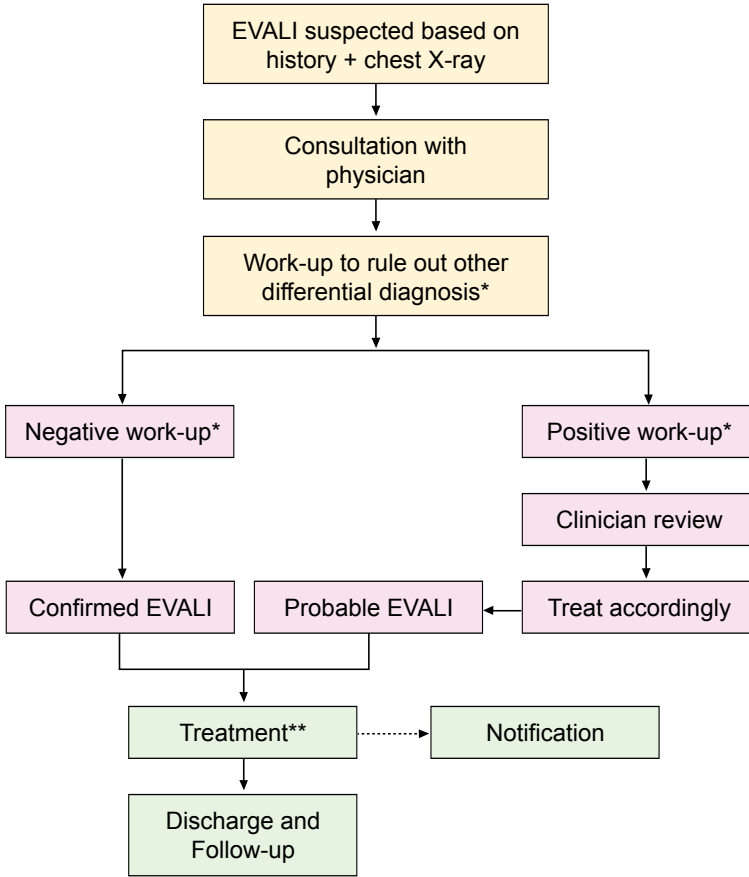 EVALI suspected based on
history + chest X-ray
Consultation with
physician
Work-up to rule out other
differential diagnosis*
Negative work-up*
Positive work-up*
Clinician review
Confirmed EVALI
Probable EVALI
Treat accordingly
Treatment**
Notification
Discharge and
Follow-up